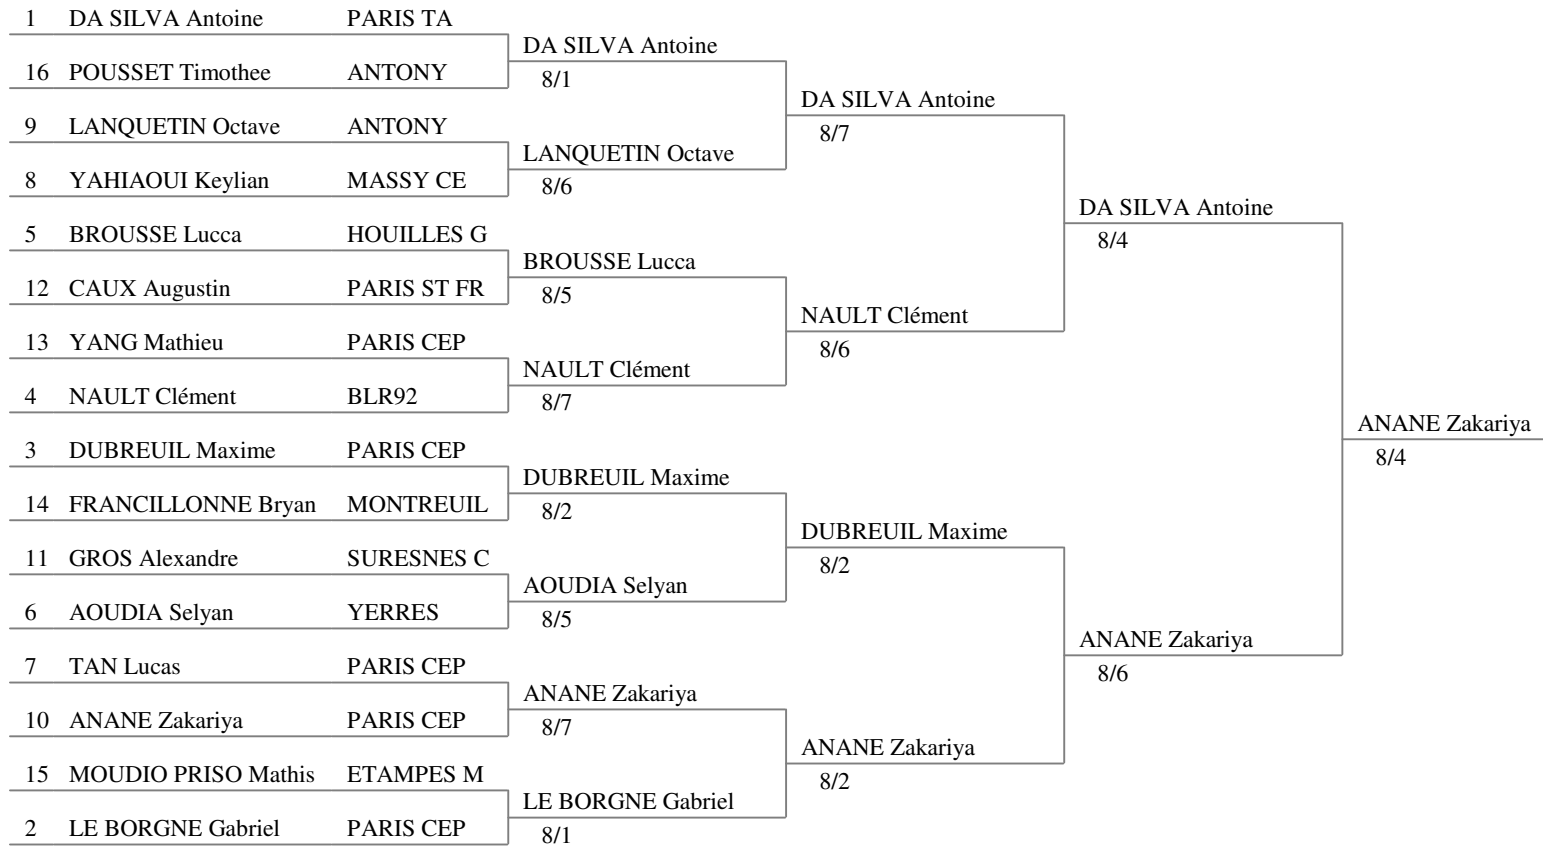 1 DA SILVA Antoine PARIS TA
DA SILVA Antoine
16 POUSSET Timothee ANTONY
8/1
DA SILVA Antoine
9 LANQUETIN Octave ANTONY
8/7
LANQUETIN Octave
8 YAHIAOUI Keylian MASSY CE
8/6
DA SILVA Antoine
5 BROUSSE Lucca HOUILLES G
8/4
BROUSSE Lucca
12 CAUX Augustin PARIS ST FR
8/5
NAULT Clément
13 YANG Mathieu PARIS CEP
8/6
NAULT Clément
4 NAULT Clément BLR92
8/7
ANANE Zakariya
3 DUBREUIL Maxime PARIS CEP
8/4
DUBREUIL Maxime
14 FRANCILLONNE Bryan MONTREUIL
8/2
DUBREUIL Maxime
11 GROS Alexandre SURESNES C
8/2
AOUDIA Selyan
6 AOUDIA Selyan YERRES
8/5
ANANE Zakariya
7 TAN Lucas PARIS CEP
8/6
ANANE Zakariya
10 ANANE Zakariya PARIS CEP
8/7
ANANE Zakariya
15 MOUDIO PRISO Mathis ETAMPES M
8/2
LE BORGNE Gabriel
2 LE BORGNE Gabriel PARIS CEP
8/1